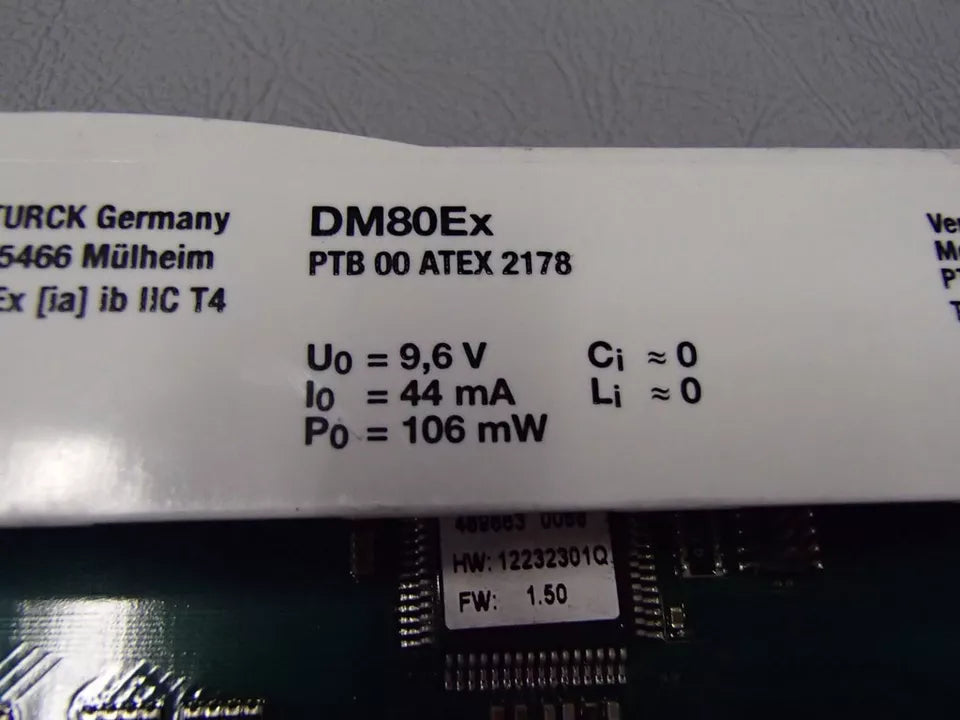 TURCK Germany
5466 Mülheim
Ex [ia] ib IIC T4
DM80Ex
PTB 00 ATEX 2178
U0 = 9,6 V
I0 = 44 mA
P0 = 106 mW
Ci ≈ 0
Li ≈ 0
HW: 12232301Q
FW: 1.50